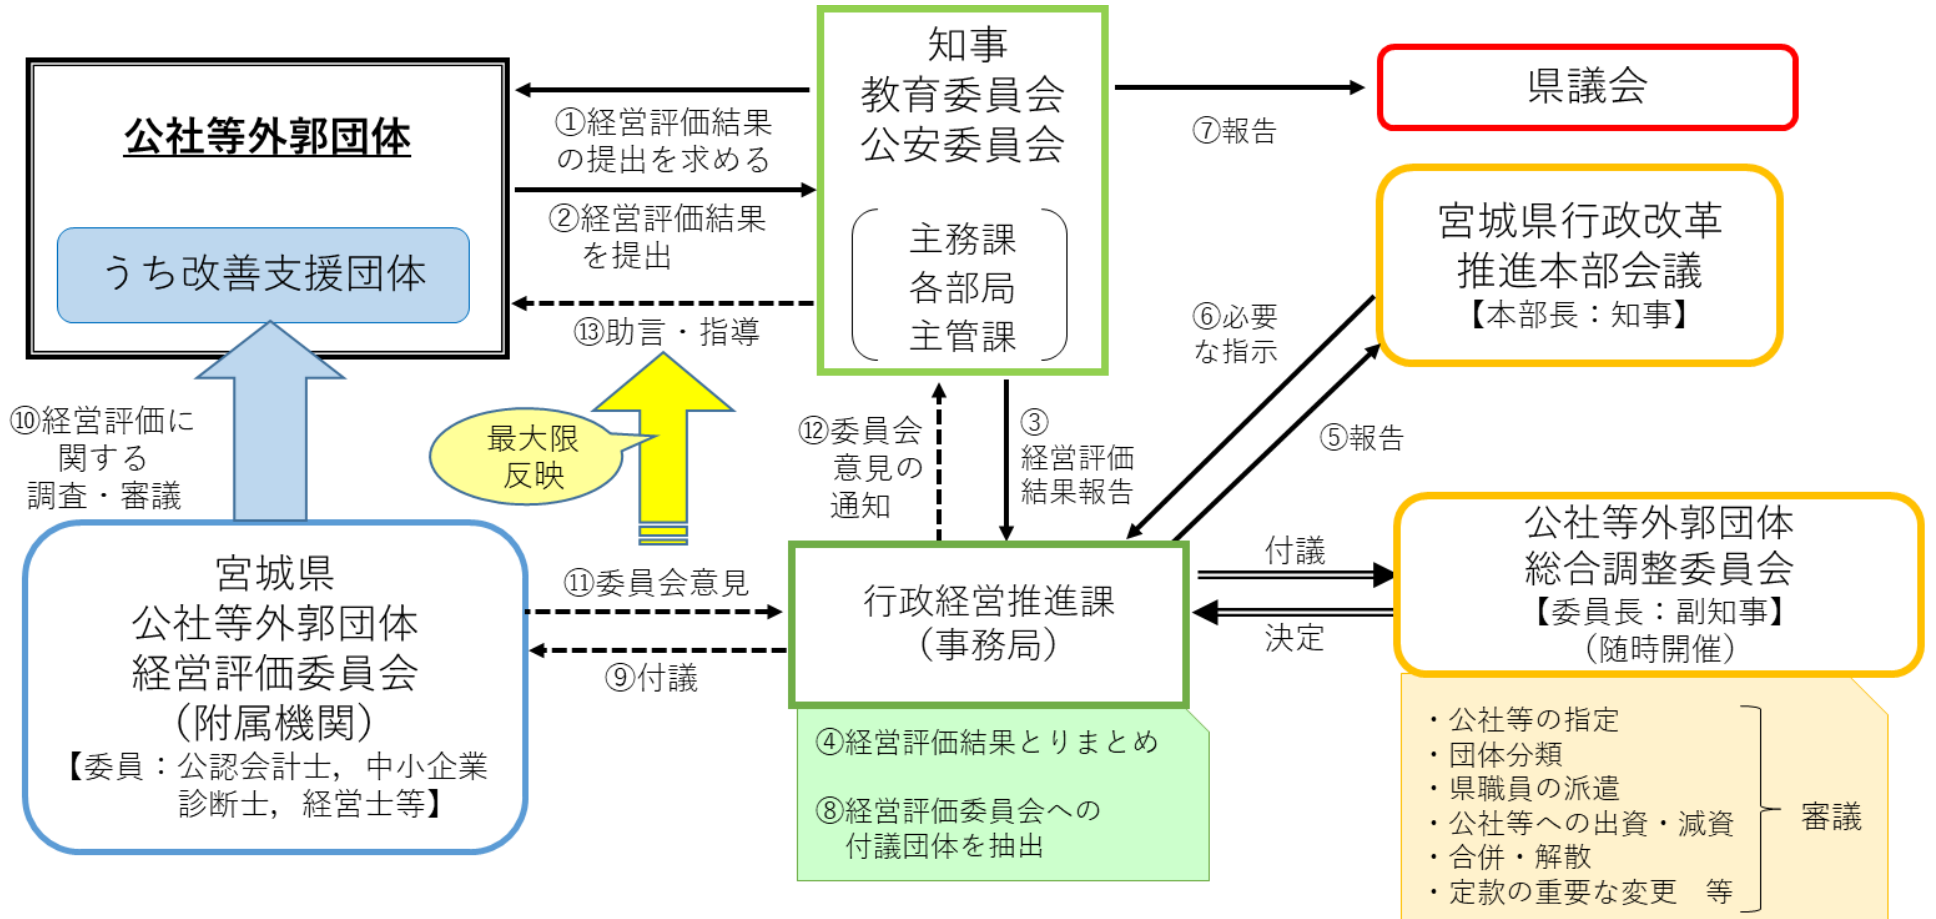 公社等外郭団体
うち改善支援団体
①経営評価結果
の提出を求める
②経営評価結果
を提出
⑬助言・指導
知事
教育委員会
公安委員会
主務課
各部局
主管課
⑦報告
県議会
宮城県行政改革
推進本部会議
【本部長：知事】
⑥必要
な指示
⑤報告
⑩経営評価に
関する
調査・審議
最大限
反映
⑫委員会
意見の
通知
③
経営評価
結果報告
宮城県
公社等外郭団体
経営評価委員会
（附属機関）
【委員：公認会計士，中小企業
診断士，経営士等】
⑪委員会意見
⑨付議
行政経営推進課
（事務局）
④経営評価結果とりまとめ
⑧経営評価委員会への
付議団体を抽出
付議
決定
公社等外郭団体
総合調整委員会
【委員長：副知事】
（随時開催）
・公社等の指定
・団体分類
・県職員の派遣
・公社等への出資・減資
・合併・解散
・定款の重要な変更　等
審議